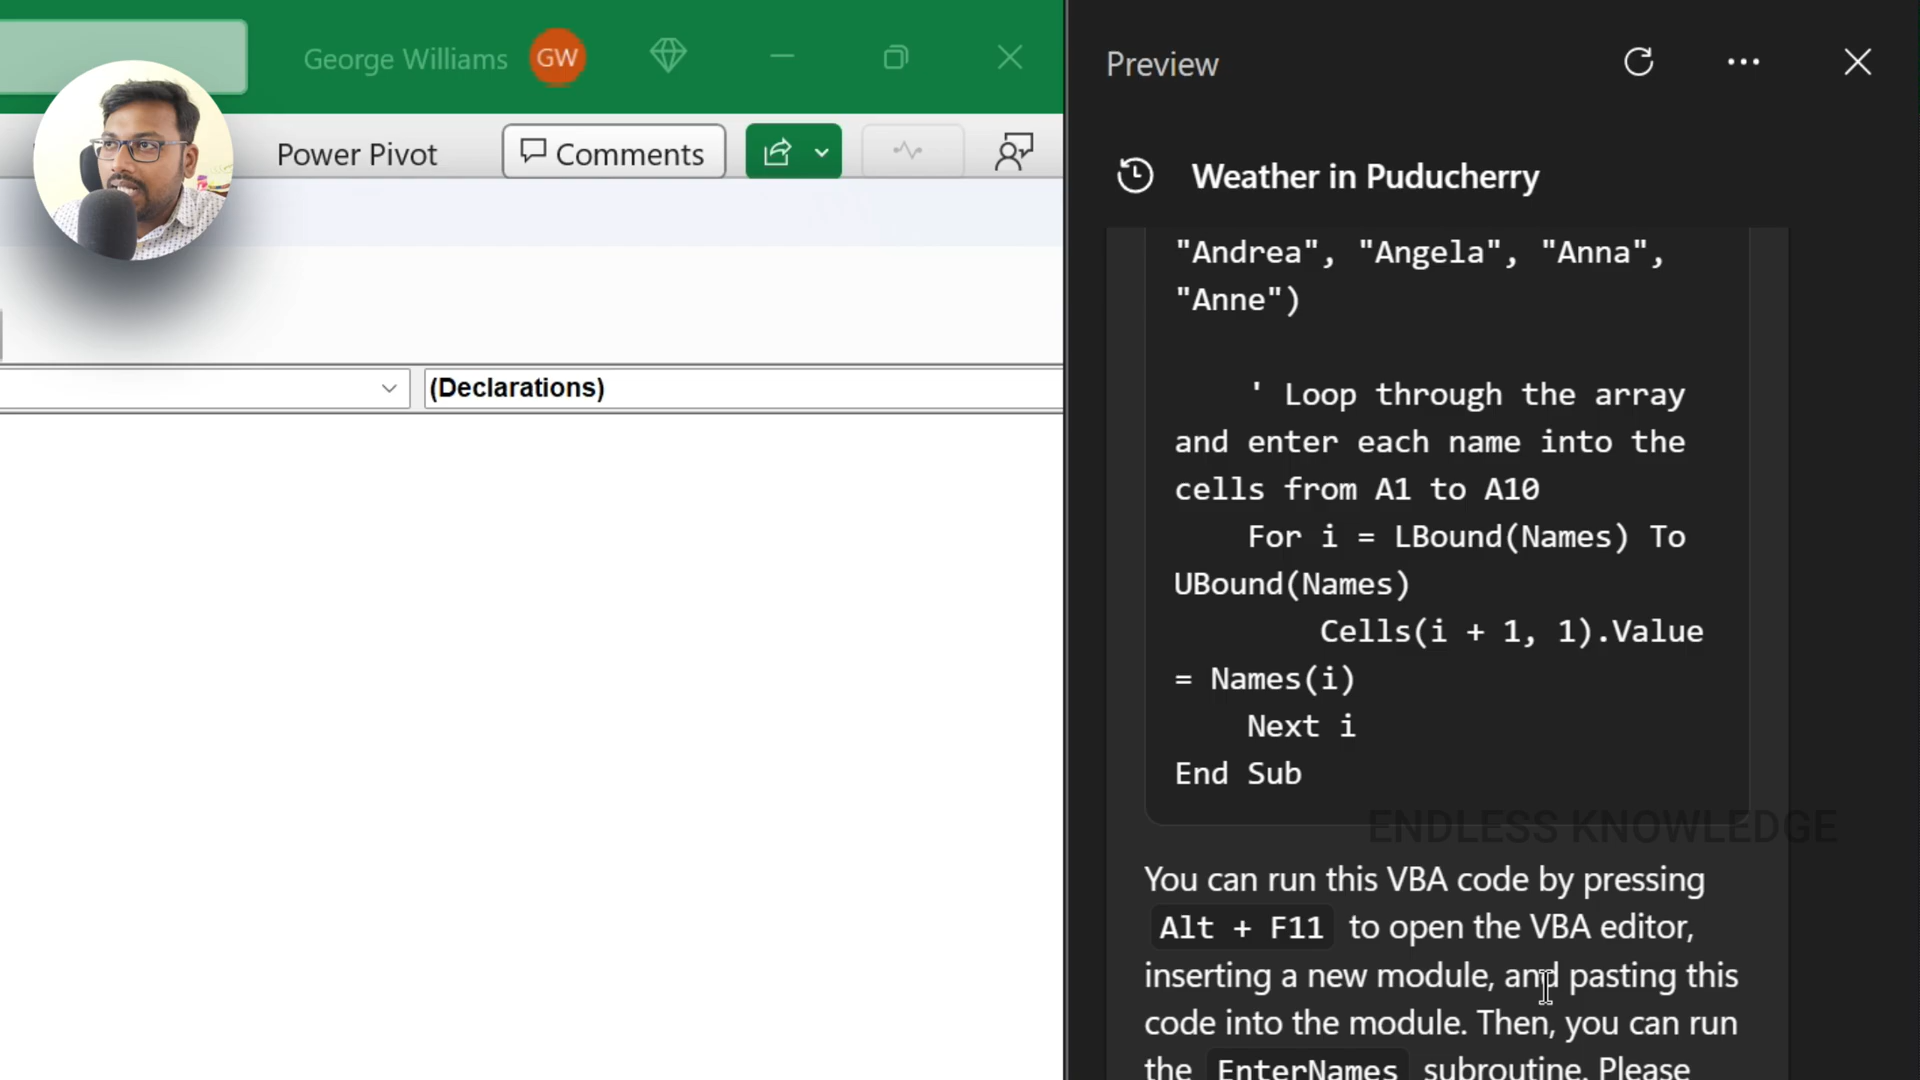 George Williams GW
Power Pivot Comments
(Declarations)
Preview
Weather in Puducherry
"Andrea", "Angela", "Anna",
"Anne")
' Loop through the array
and enter each name into the
cells from A1 to A10
For i = LBound(Names) To
UBound(Names)
Cells(i + 1, 1).Value
= Names(i)
Next i
End Sub
ENDLESS KNOWLEDGE
You can run this VBA code by pressing
Alt + F11 to open the VBA editor,
inserting a new module, and pasting this
code into the module. Then, you can run
the EnterNames subroutine. Please